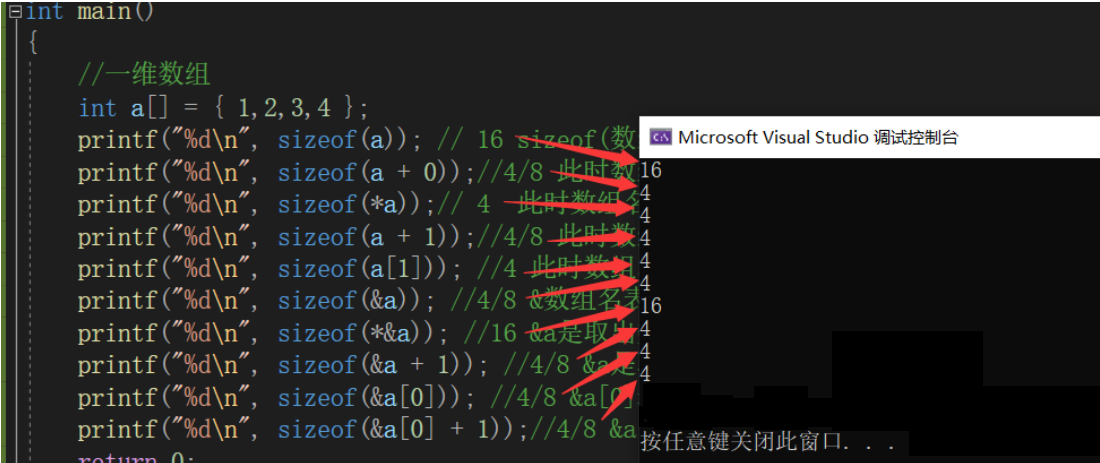 int main()
{
//一维数组
int a[] = { 1,2,3,4 };
printf("%d\n", sizeof(a)); // 16 sizeof(数
printf("%d\n", sizeof(a + 0));//4/8 此时数
printf("%d\n", sizeof(*a));// 4 此时数组名
printf("%d\n", sizeof(a + 1));//4/8 此时数
printf("%d\n", sizeof(a[1])); //4 此时数组
printf("%d\n", sizeof(&a)); //4/8 &数组名表
printf("%d\n", sizeof(*&a)); //16 &a是取出
printf("%d\n", sizeof(&a + 1)); //4/8 &a是
printf("%d\n", sizeof(&a[0])); //4/8 &a[0]
printf("%d\n", sizeof(&a[0] + 1));//4/8 &a
return 0;
Microsoft Visual Studio 调试控制台
16
4
4
4
4
4
16
4
4
4
按任意键关闭此窗口. . .